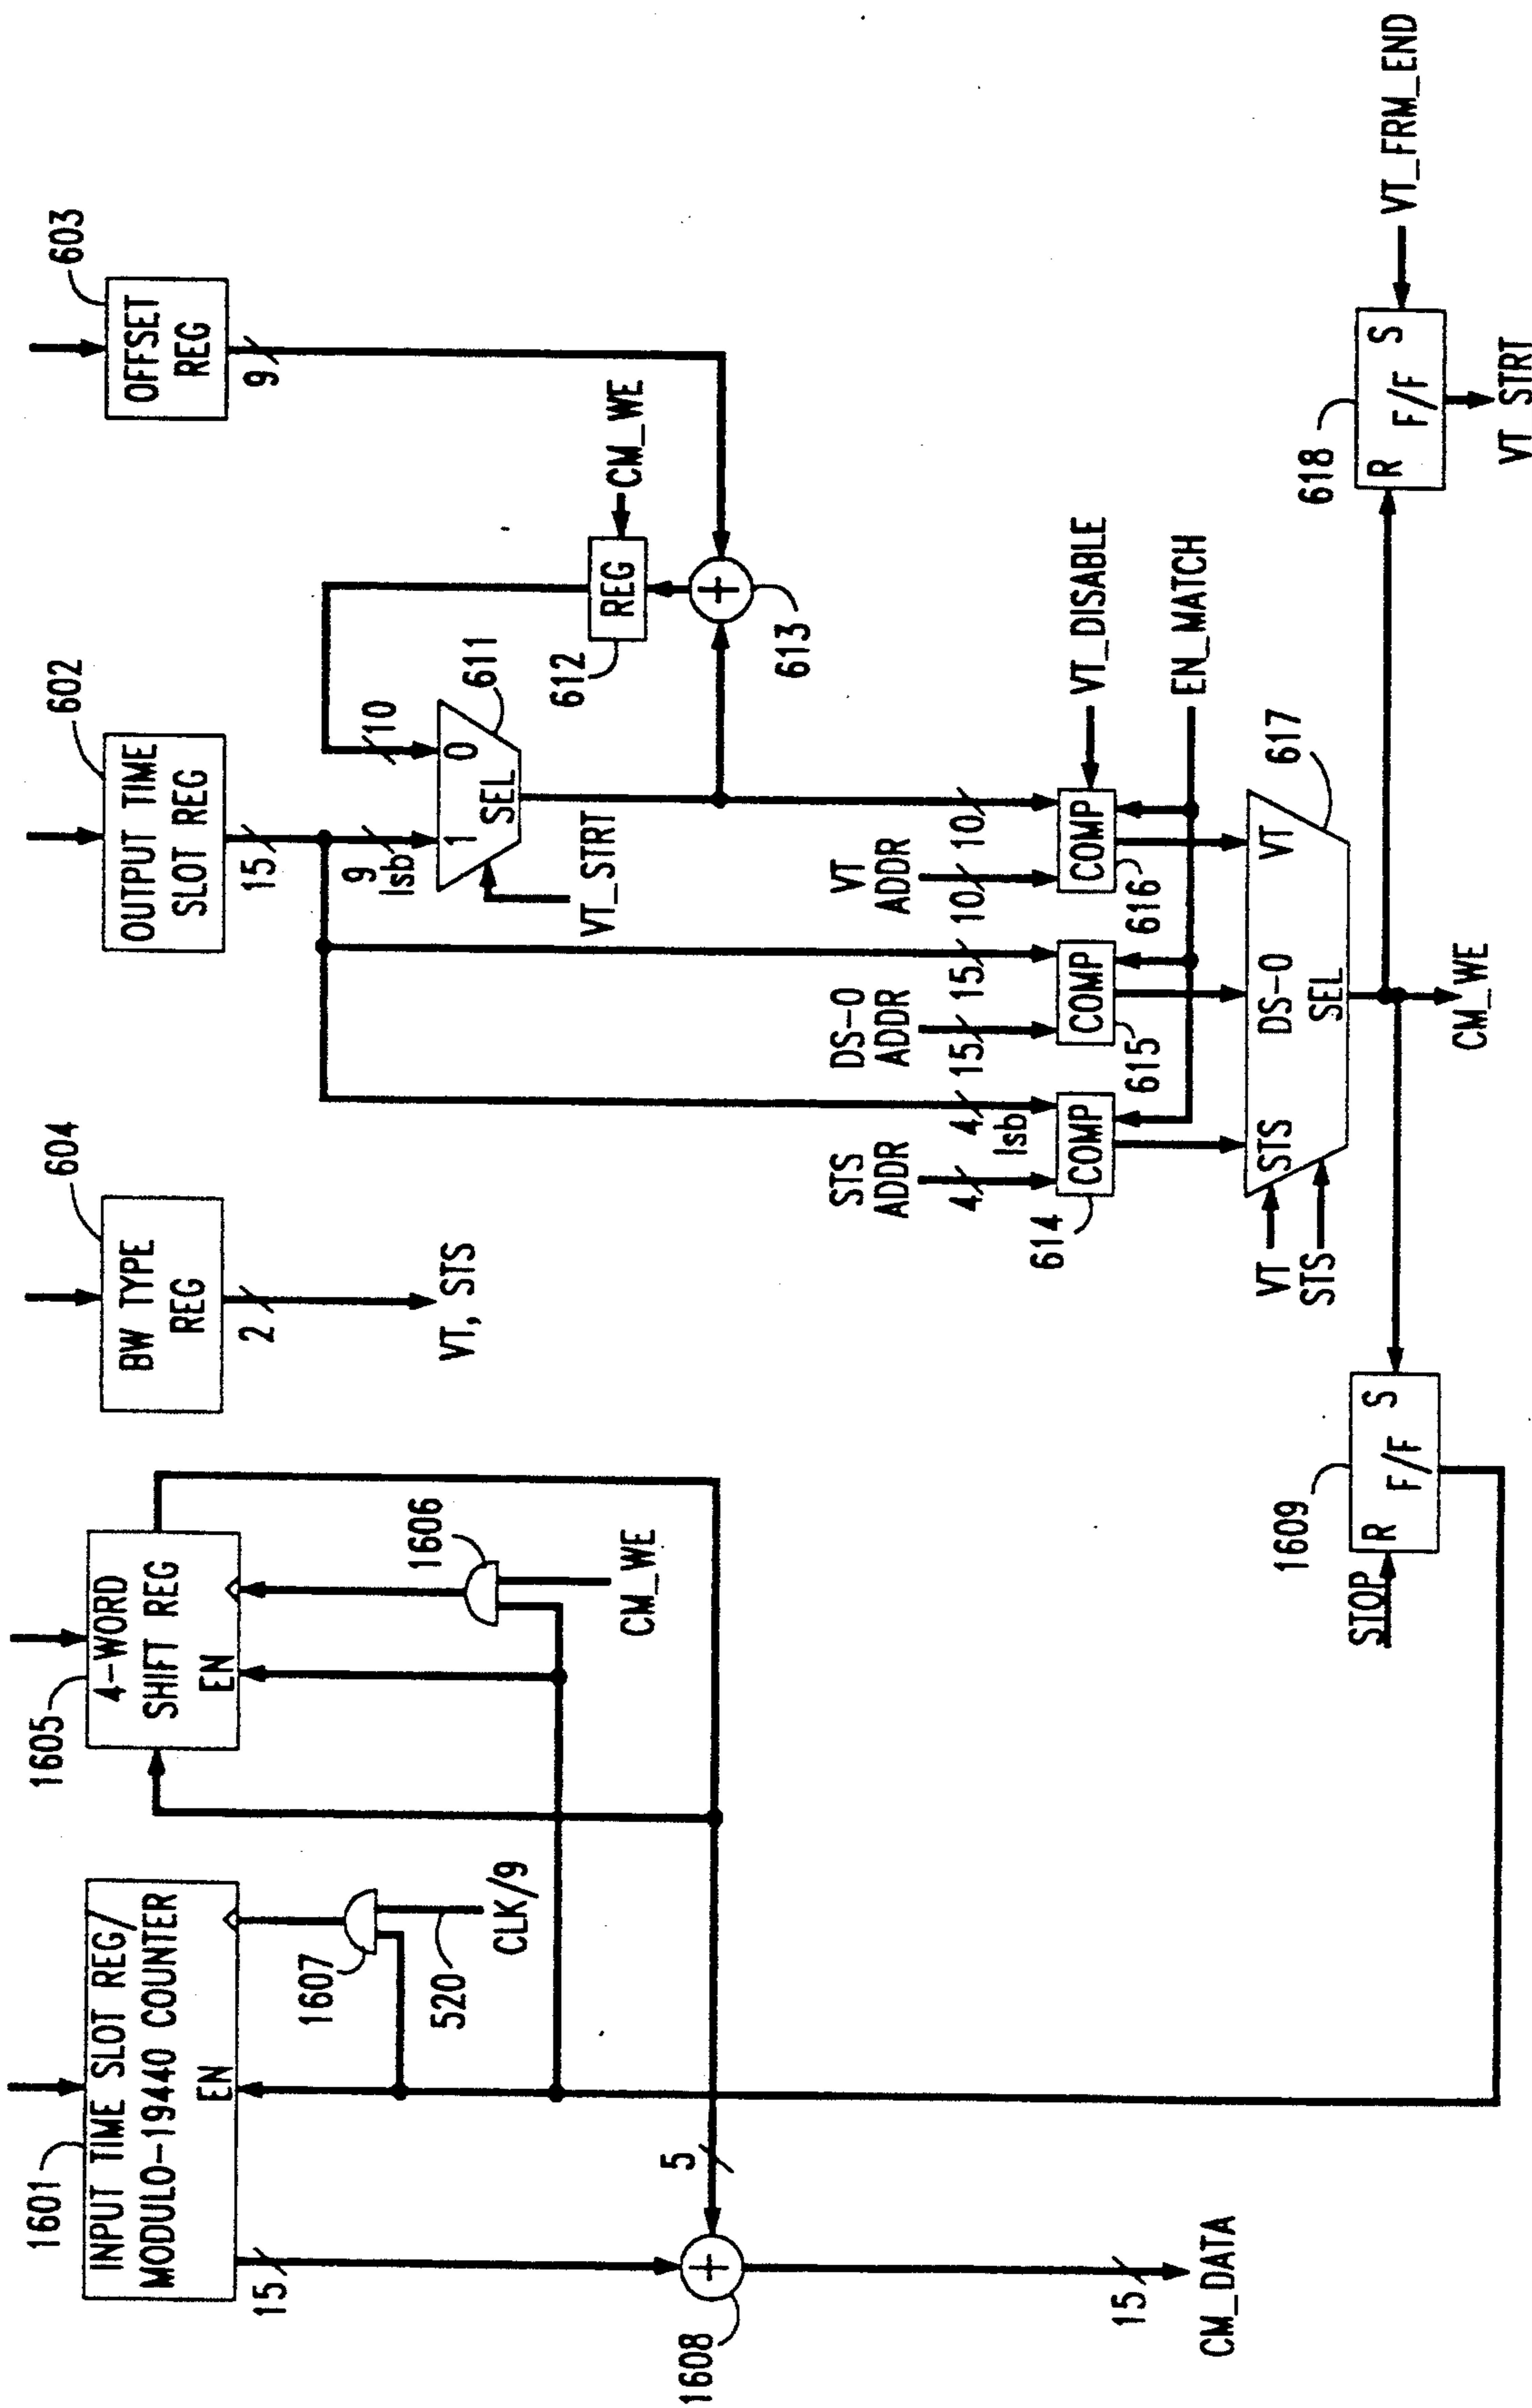 1601
INPUT TIME SLOT REG/
MODULO-19440 COUNTER
EN
15
1607
520
CLK/9
1605
4-WORD
SHIFT REG
EN
1606
CM_WE
5
1608
15
CM_DATA
604
BW TYPE
REG
2
VT, STS
602
OUTPUT TIME
SLOT REG
15
9
lsb
10
1
0
SEL
611
VT_STRT
603
OFFSET
REG
9
612
REG
CM_WE
613
STS
ADDR
4
4
lsb
DS-0
ADDR
15
15
VT
ADDR
10
10
VT_DISABLE
COMP
COMP
COMP
614
615
616
EN_MATCH
STS
DS-0
VT
SEL
617
VT
STS
CM_WE
1609
STOP
R
S
F/F
618
R
S
F/F
VT_FRM_END
VT_STRT